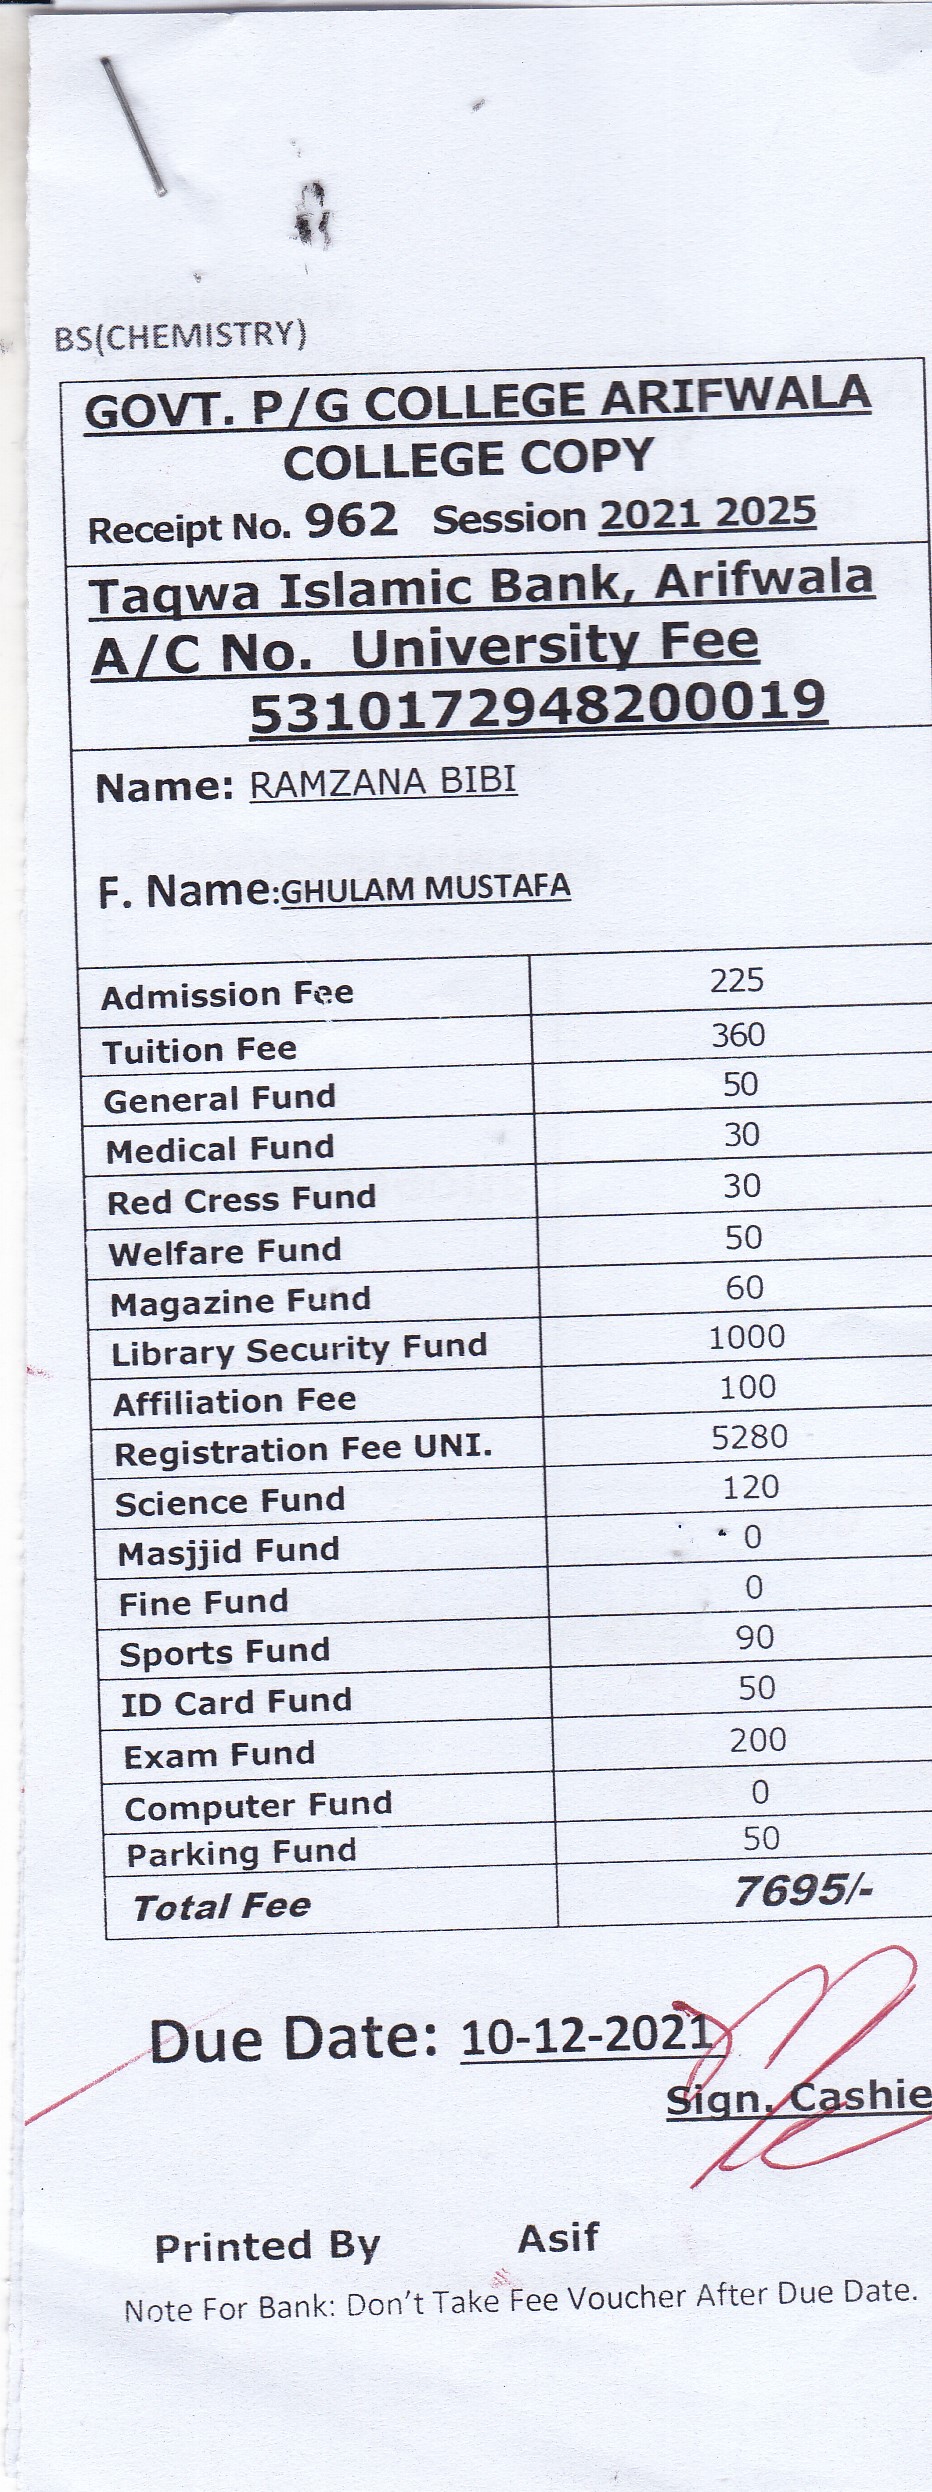 BS(CHEMISTRY)
GOVT. P/G COLLEGE ARIFWALA
COLLEGE COPY
Receipt No. 962 Session 2021 2025
Taqwa Islamic Bank, Arifwala
A/C No. University Fee
5310172948200019
Name: RAMZANA BIBI
F. Name:GHULAM MUSTAFA
Admission Fee 225
Tuition Fee 360
General Fund 50
Medical Fund 30
Red Cress Fund 30
Welfare Fund 50
Magazine Fund 60
Library Security Fund 1000
Affiliation Fee 100
Registration Fee UNI. 5280
Science Fund 120
Masjjid Fund 0
Fine Fund 0
Sports Fund 90
ID Card Fund 50
Exam Fund 200
Computer Fund 0
Parking Fund 50
Total Fee 7695/-
Due Date: 10-12-2021
Sign. Cashie
Printed By Asif
Note For Bank: Don't Take Fee Voucher After Due Date.